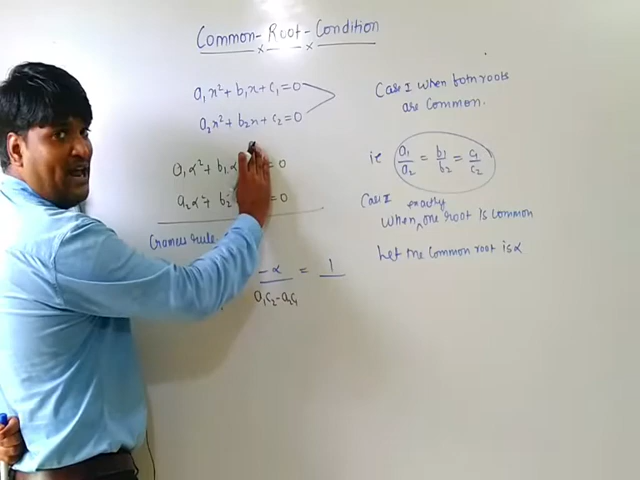 Common-Root-Condition
a₁x² + b₁x + c₁ = 0
a₂x² + b₂x + c₂ = 0
a₁α² + b₁α = 0
a₂α² + b₂ = 0
Cramers rule-
-α/(a₁c₂-a₂c₁) = 1
Case I when both roots
are Common.
ie a₁/a₂ = b₁/b₂ = c₁/c₂
Case II exactly
when ^ one root is common
Let the common root is α